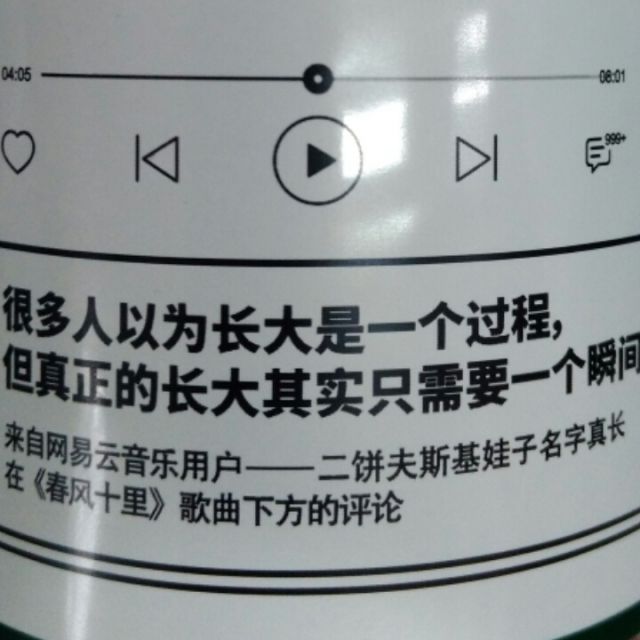 04:05 08:01
999+
很多人以为长大是一个过程,
但真正的长大其实只需要一个瞬间
来自网易云音乐用户——二饼夫斯基娃子名字真长
在《春风十里》歌曲下方的评论